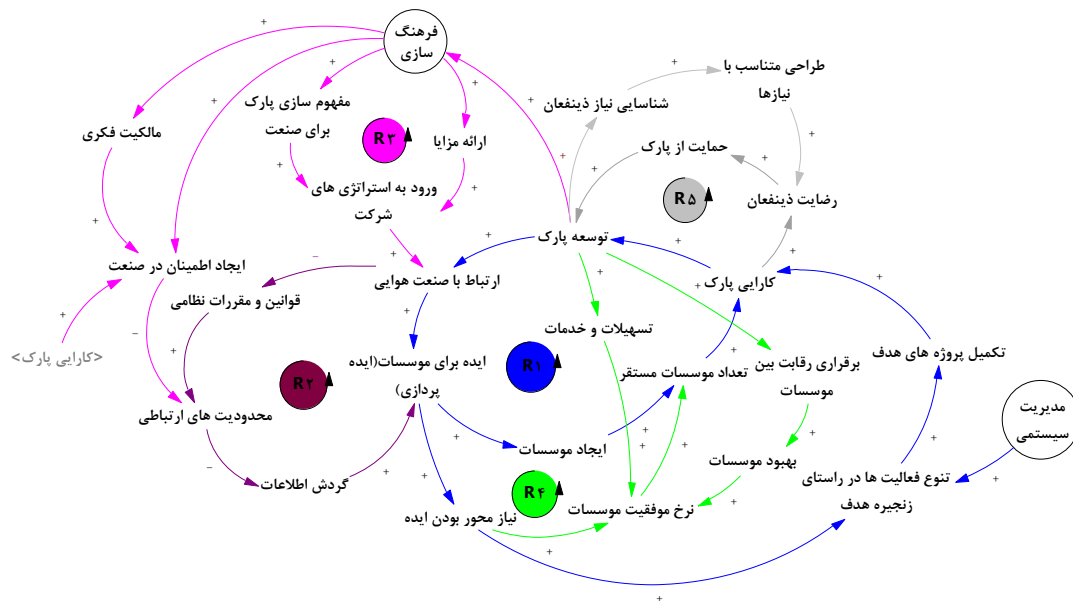 فرهنگ
سازی
طراحی متناسب با
نیازها
شناسایی نیاز ذینفعان
مفهوم سازی پارک
برای صنعت
مالکیت فکری
R۳
ارائه مزایا
حمایت از پارک
ورود به استراتژی های
شرکت
R۵
رضایت ذینفعان
توسعه پارک
ایجاد اطمینان در صنعت
ارتباط با صنعت هوایی
کارایی پارک
قوانین و مقررات نظامی
تسهیلات و خدمات
<کارایی پارک>
تکمیل پروژه های هدف
ایده برای موسسات(ایده
پردازی)
R۱
تعداد موسسات مستقر
برقراری رقابت بین
موسسات
R۲
محدودیت های ارتباطی
مدیریت
سیستمی
ایجاد موسسات
بهبود موسسات
گردش اطلاعات
تنوع فعالیت ها در راستای
زنجیره هدف
R۴
نیاز محور بودن ایده
نرخ موفقیت موسسات